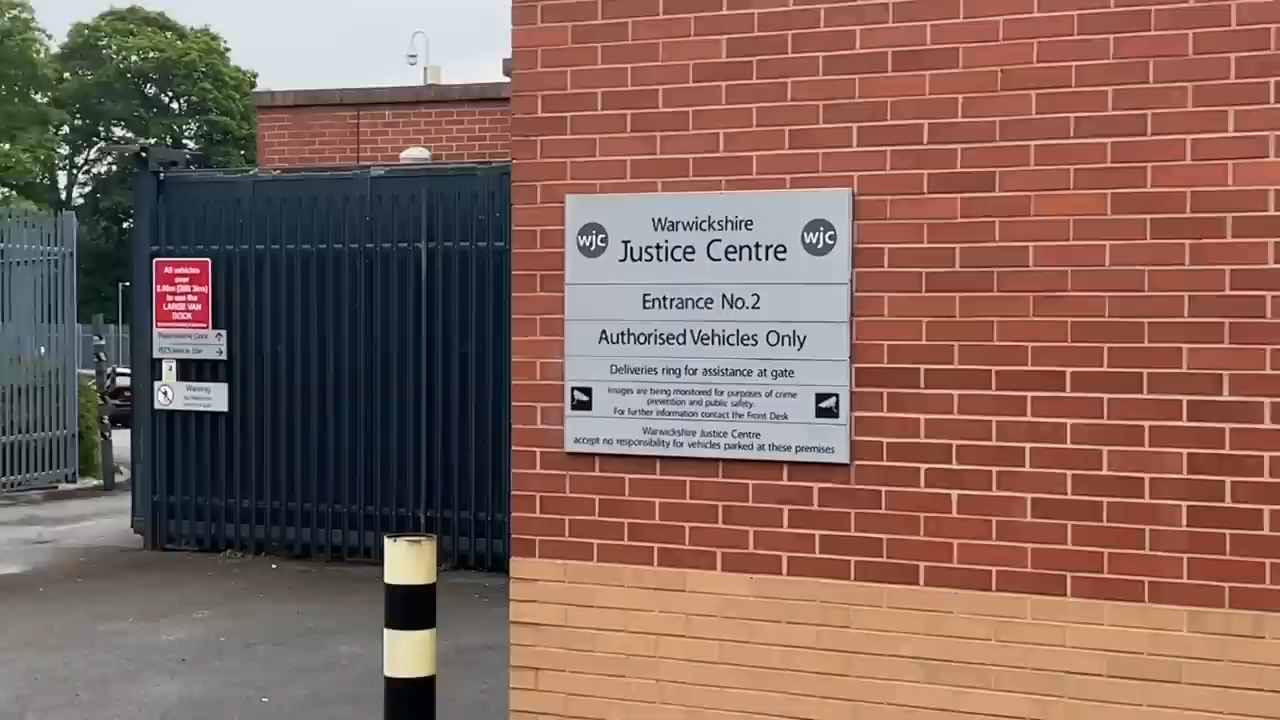 All vehicles
over
to use the
LARGE VAN
DOCK
Warning
wjc
Warwickshire
Justice Centre
wjc
Entrance No.2
Authorised Vehicles Only
Deliveries ring for assistance at gate
Images are being monitored for purposes of crime
prevention and public safety
For further information contact the Front Desk
Warwickshire Justice Centre
accept no responsibility for vehicles parked at these premises